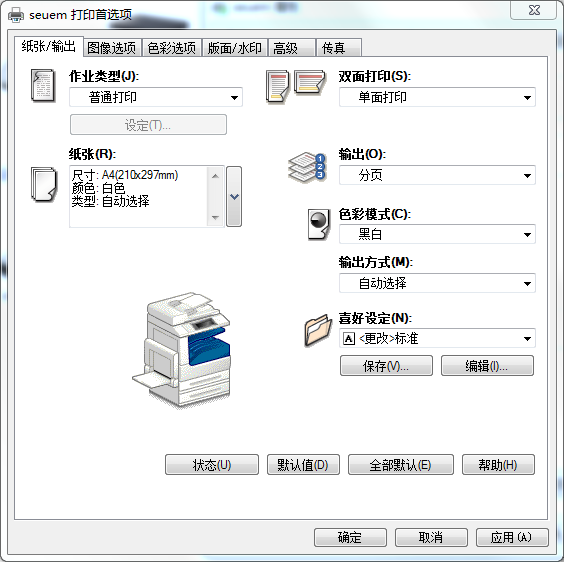 seuem 打印首选项
纸张/输出 图像选项 色彩选项 版面/水印 高级 传真
作业类型(J):
普通打印
设定(T)...
纸张(R):
尺寸: A4(210x297mm)
颜色: 白色
类型: 自动选择
双面打印(S):
单面打印
输出(O):
1
2
3
分页
色彩模式(C):
黑白
输出方式(M):
自动选择
喜好设定(N):
A <更改>标准
保存(V)... 编辑(I)...
状态(U) 默认值(D) 全部默认(E) 帮助(H)
确定 取消 应用(A)